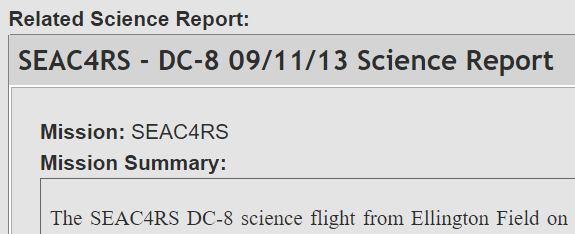 Related Science Report:
SEAC4RS - DC-8 09/11/13 Science Report
Mission: SEAC4RS
Mission Summary:
The SEAC4RS DC-8 science flight from Ellington Field on